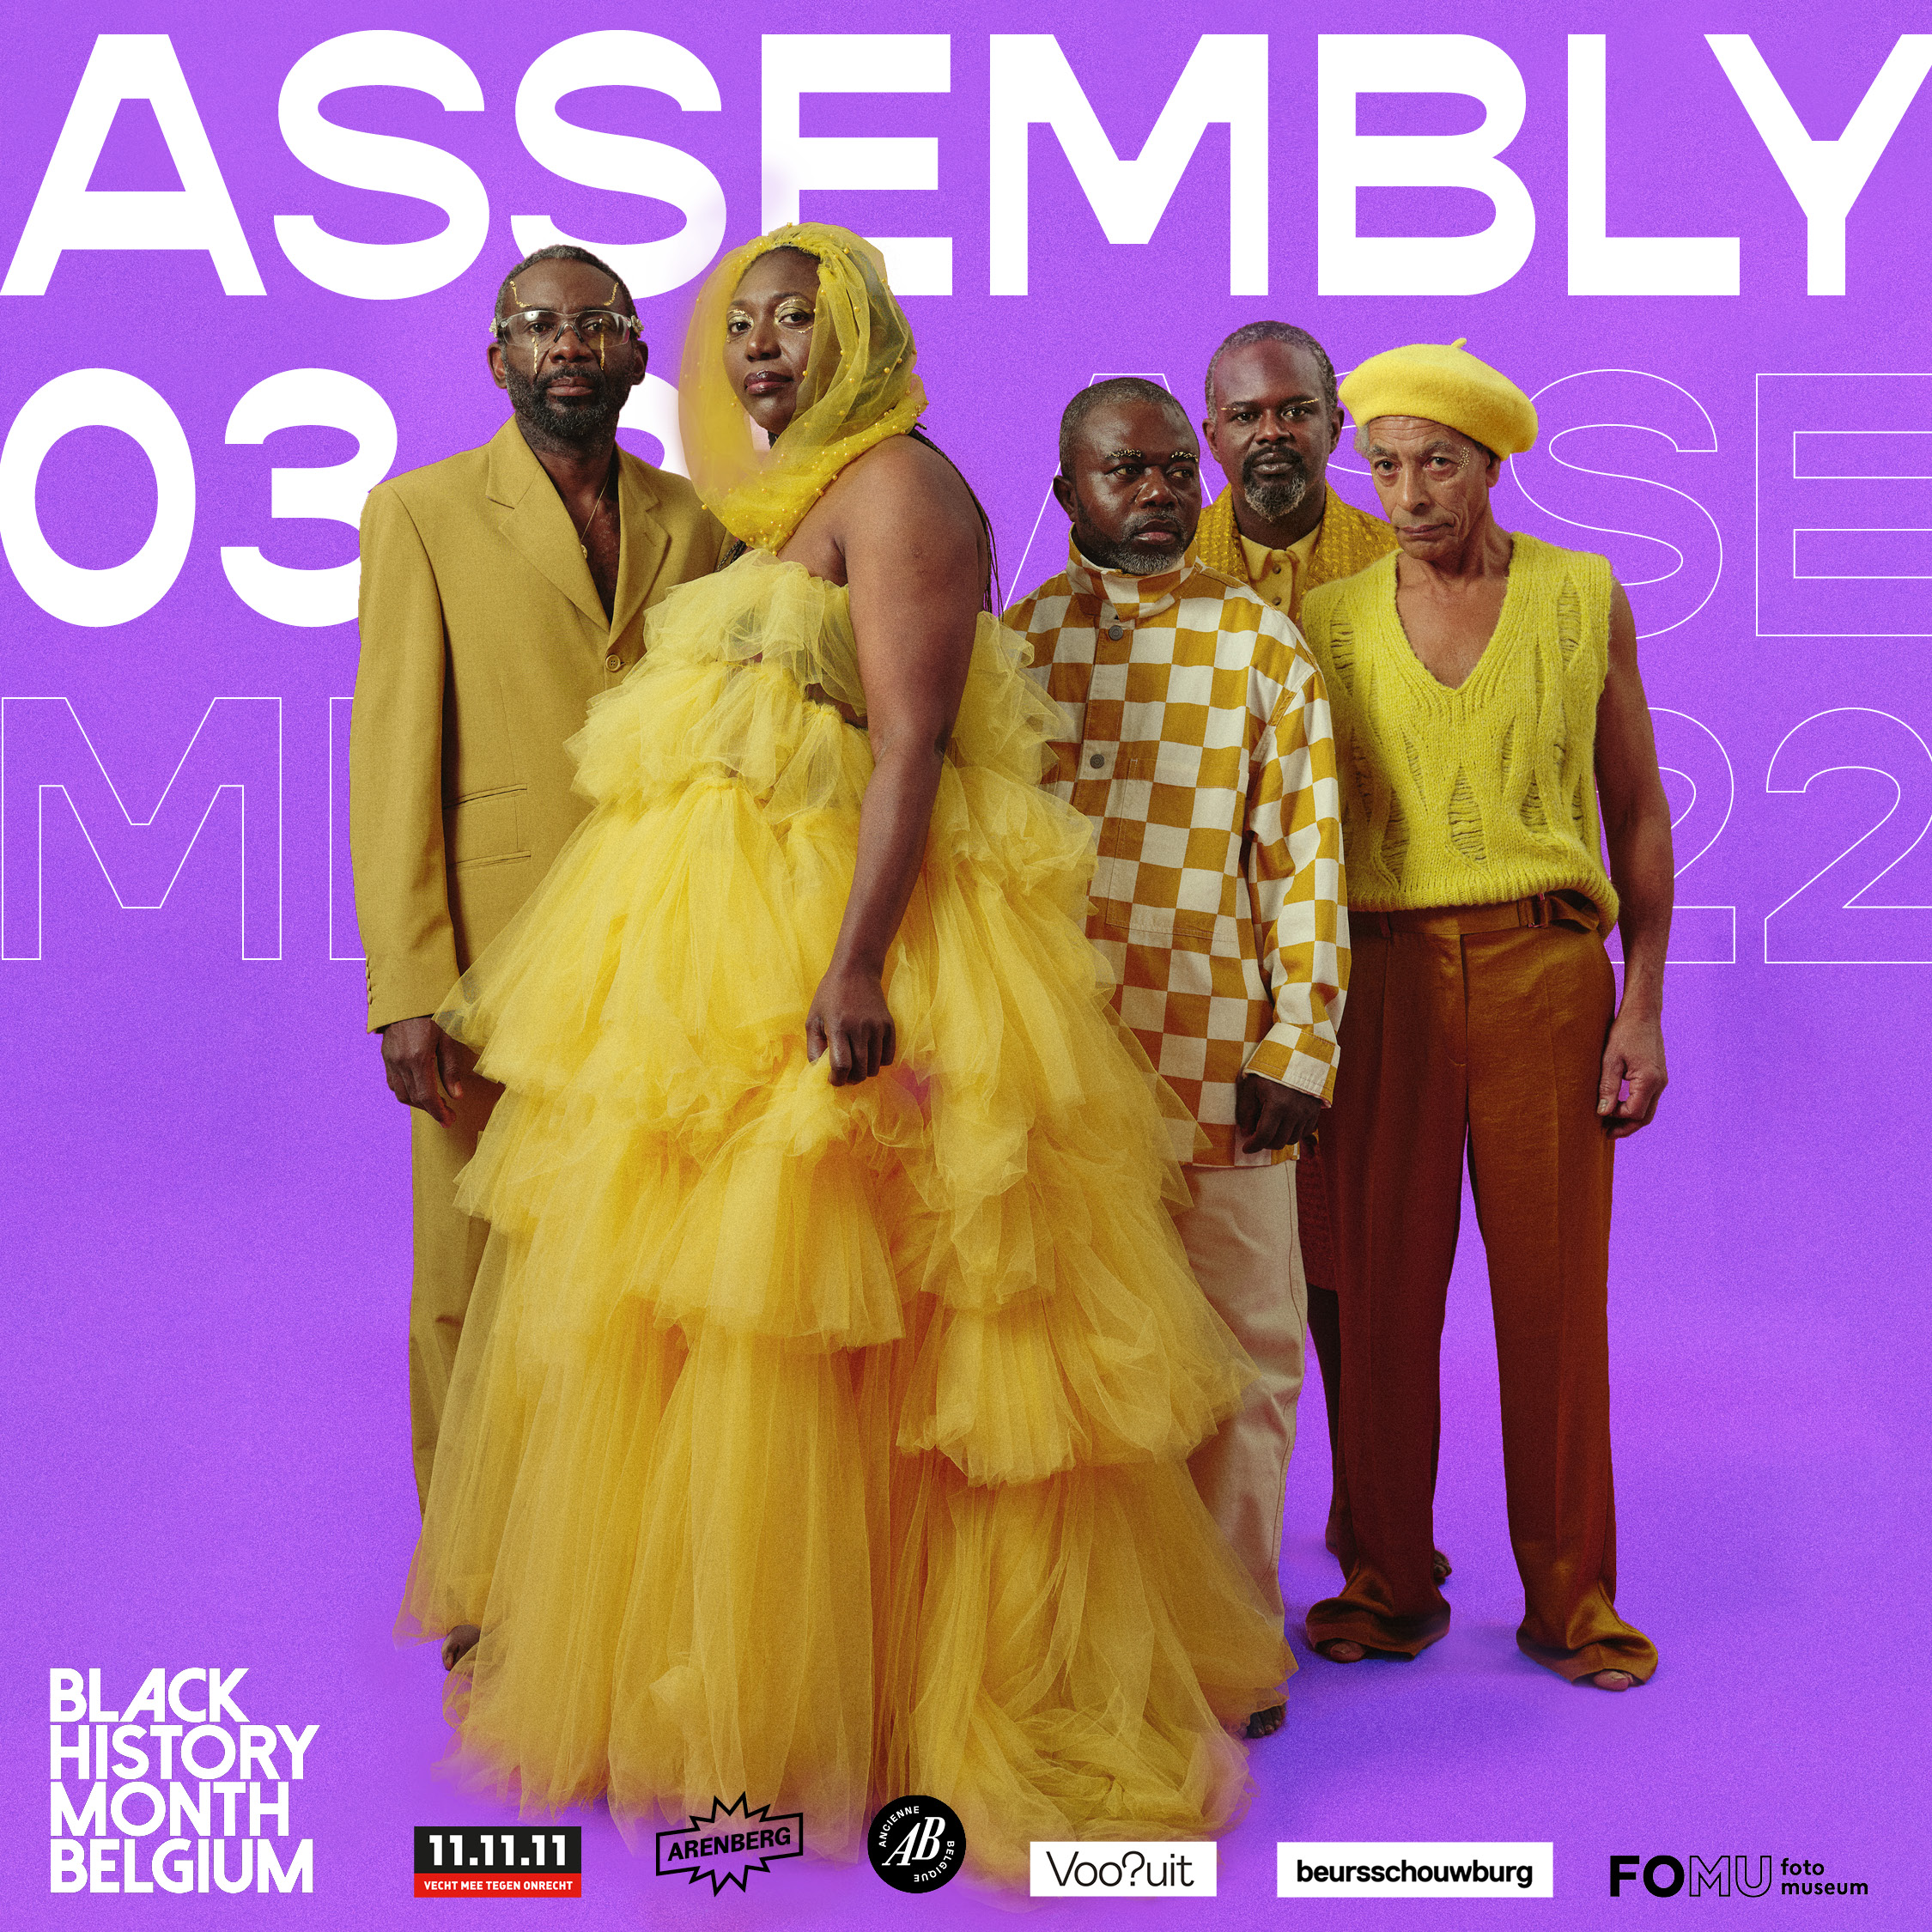 ASSEMBLY
03
22
BLACK
HISTORY
MONTH
BELGIUM
11.11.11
VECHT MEE TEGEN ONRECHT
ARENBERG
ANCIENNE
AB
BELGIQUE
Voo?uit
beursschouwburg
FOMU foto
museum